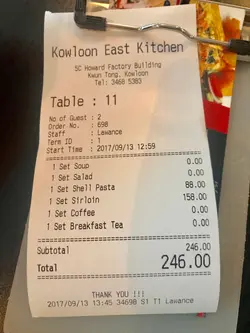 Kowloon East Kitchen
SC Howard Factory Building
Kwun Tong, Kowloon
Tel: 3468 5383
Table : 11
No of Guest : 2
Order No. : 698
Staff : Lawance
Term ID : 1
Start Time : 2017/09/13 12:59
1 Set Soup 0.00
1 Set Salad 0.00
1 Set Shell Pasta 88.00
1 Set Sirloin 158.00
1 Set Coffee 0.00
1 Set Breakfast Tea 0.00
Subtotal 246.00
Total 246.00
THANK YOU !!!
2017/09/13 13:45 34698 S1 T1 Lawance